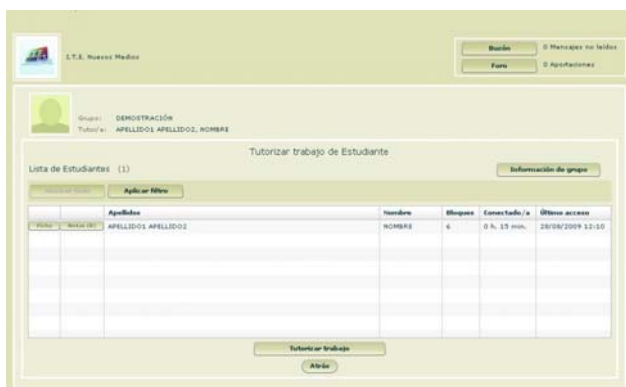 I.T.E. Nuevos Medios
Buzón 0 Mensajes no leídos
Foro 0 Aportaciones
Grupo: DEMOSTRACIÓN
Tutor/a: APELLIDO1 APELLIDO2, NOMBRE
Tutorizar trabajo de Estudiante
Lista de Estudiantes (1) Información de grupo
Aplicar filtro
Apellidos Nombre Bloques Conectado/a Último acceso
Ficha APELLIDO1 APELLIDO2 NOMBRE 6 0 h. 15 min. 28/08/2009 12:10
Tutorizar trabajo
Atrás